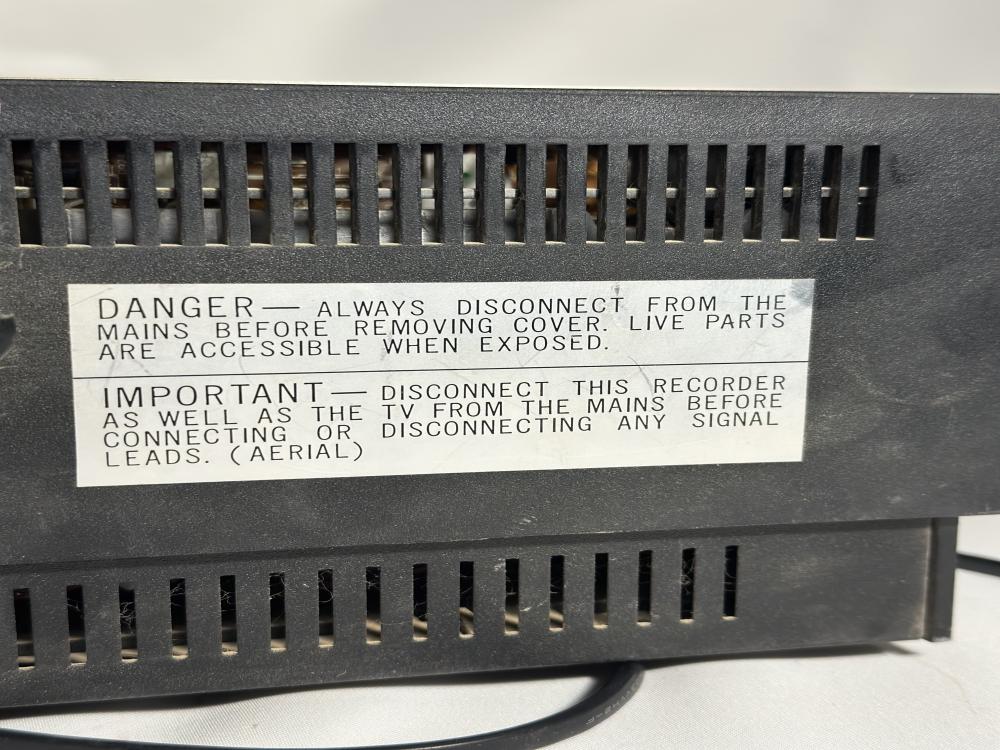 DANGER — ALWAYS DISCONNECT FROM THE
MAINS BEFORE REMOVING COVER. LIVE PARTS
ARE ACCESSIBLE WHEN EXPOSED.
IMPORTANT — DISCONNECT THIS RECORDER
AS WELL AS THE TV FROM THE MAINS BEFORE
CONNECTING OR DISCONNECTING ANY SIGNAL
LEADS. (AERIAL)